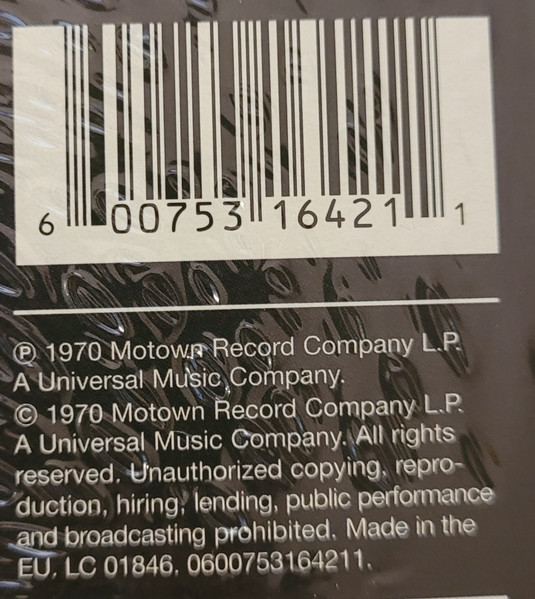 6 00753 16421 1
℗ 1970 Motown Record Company L.P.
A Universal Music Company.
© 1970 Motown Record Company L.P.
A Universal Music Company. All rights
reserved. Unauthorized copying, repro-
duction, hiring, lending, public performance
and broadcasting prohibited. Made in the
EU. LC 01846. 0600753164211.